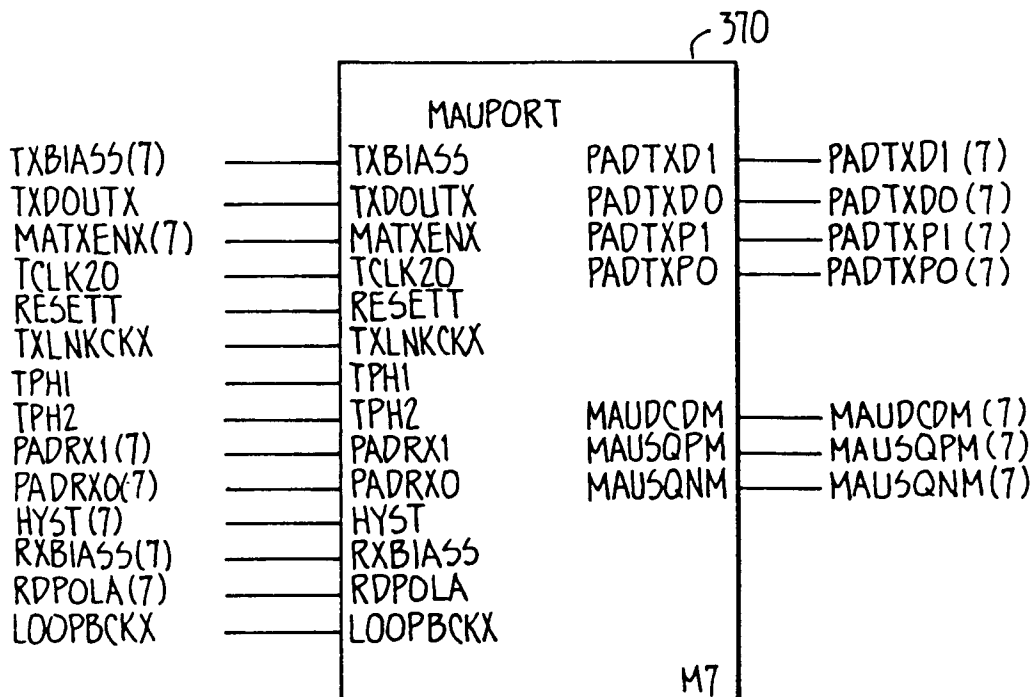 370
MAUPORT
TXBIASS(7) TXBIASS PADTXD1 PADTXD1(7)
TXDOUTX TXDOUTX PADTXD0 PADTXD0(7)
MATXENX(7) MATXENX PADTXP1 PADTXP1(7)
TCLK20 TCLK20 PADTXP0 PADTXP0(7)
RESETT RESETT
TXLNKCKX TXLNKCKX
TPH1 TPH1
TPH2 TPH2 MAUDCDM MAUDCDM(7)
PADRX1(7) PADRX1 MAUSQPM MAUSQPM(7)
PADRX0(7) PADRX0 MAUSQNM MAUSQNM(7)
HYST(7) HYST
RXBIASS(7) RXBIASS
RDPOLA(7) RDPOLA
LOOPBCKX LOOPBCKX
M7